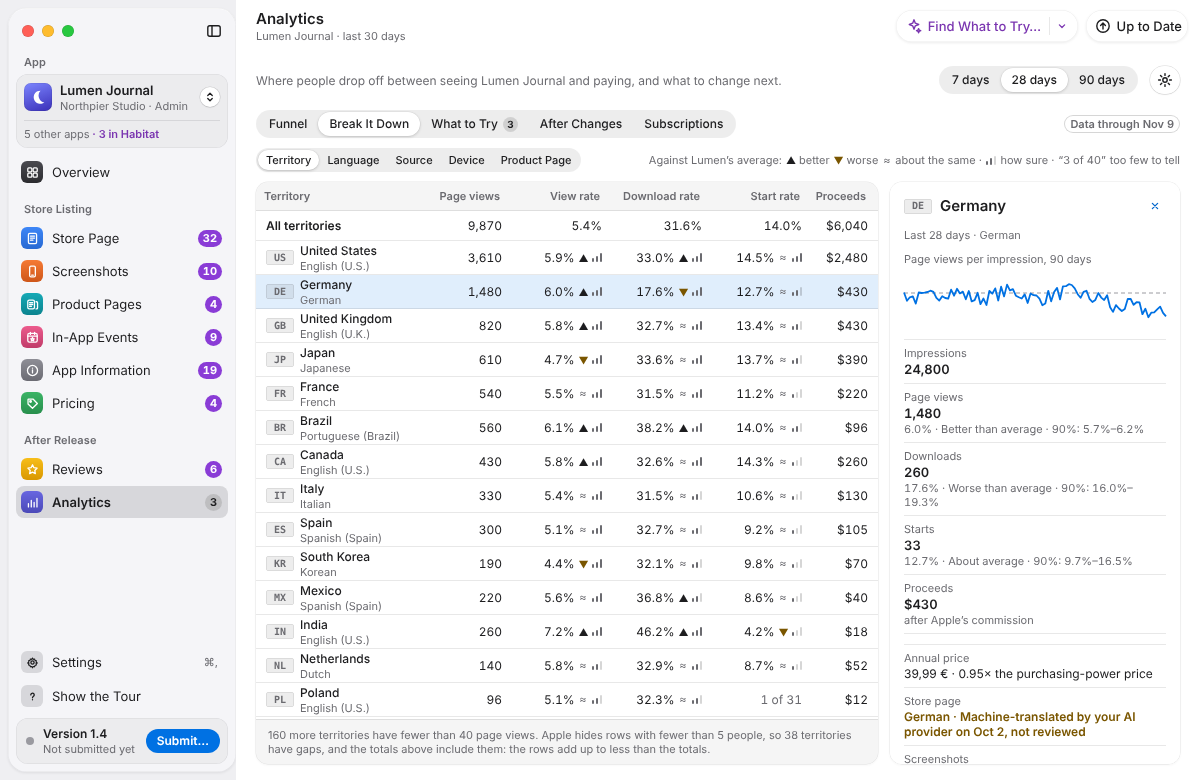 App
Lumen Journal
Northpier Studio · Admin
5 other apps · 3 in Habitat
Overview
Store Listing
Store Page 32
Screenshots 10
Product Pages 4
In-App Events 9
App Information 19
Pricing 4
After Release
Reviews 6
Analytics 3
Settings ⌘,
? Show the Tour
Version 1.4
Not submitted yet
Submit…
Analytics
Lumen Journal · last 30 days
Find What to Try…
Up to Date
Where people drop off between seeing Lumen Journal and paying, and what to change next.
7 days 28 days 90 days
Funnel Break It Down What to Try 3 After Changes Subscriptions
Data through Nov 9
Territory Language Source Device Product Page
Against Lumen’s average: ▲ better ▼ worse ≈ about the same · how sure · “3 of 40” too few to tell
Territory Page views View rate Download rate Start rate Proceeds
All territories 9,870 5.4% 31.6% 14.0% $6,040
US United States 3,610 5.9% ▲ 33.0% ▲ 14.5% ≈ $2,480
English (U.S.)
DE Germany 1,480 6.0% ▲ 17.6% ▼ 12.7% ≈ $430
German
GB United Kingdom 820 5.8% ▲ 32.7% ≈ 13.4% ≈ $430
English (U.K.)
JP Japan 610 4.7% ▼ 33.6% ≈ 13.7% ≈ $390
Japanese
FR France 540 5.5% ≈ 31.5% ≈ 11.2% ≈ $220
French
BR Brazil 560 6.1% ▲ 38.2% ▲ 14.0% ≈ $96
Portuguese (Brazil)
CA Canada 430 5.8% ▲ 32.6% ≈ 14.3% ≈ $260
English (U.S.)
IT Italy 330 5.4% ≈ 31.5% ≈ 10.6% ≈ $130
Italian
ES Spain 300 5.1% ≈ 32.7% ≈ 9.2% ≈ $105
Spanish (Spain)
KR South Korea 190 4.4% ▼ 32.1% ≈ 9.8% ≈ $70
Korean
MX Mexico 220 5.6% ≈ 36.8% ▲ 8.6% ≈ $40
Spanish (Spain)
IN India 260 7.2% ▲ 46.2% ▲ 4.2% ▼ $18
English (U.S.)
NL Netherlands 140 5.8% ≈ 32.9% ≈ 8.7% ≈ $52
Dutch
PL Poland 96 5.1% ≈ 32.3% ≈ 1 of 31 $12
Polish
160 more territories have fewer than 40 page views. Apple hides rows with fewer than 5 people, so 38 territories
have gaps, and the totals above include them: the rows add up to less than the totals.
DE Germany ×
Last 28 days · German
Page views per impression, 90 days
Impressions
24,800
Page views
1,480
6.0% · Better than average · 90%: 5.7%–6.2%
Downloads
260
17.6% · Worse than average · 90%: 16.0%–
19.3%
Starts
33
12.7% · About average · 90%: 9.7%–16.5%
Proceeds
$430
after Apple’s commission
Annual price
39,99 € · 0.95× the purchasing-power price
Store page
German · Machine-translated by your AI
provider on Oct 2, not reviewed
Screenshots